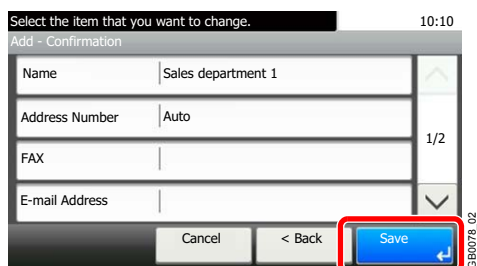 Select the item that you want to change. 10:10
Add - Confirmation
Name Sales department 1
Address Number Auto
1/2
FAX
E-mail Address
Cancel < Back Save
GB0078_02